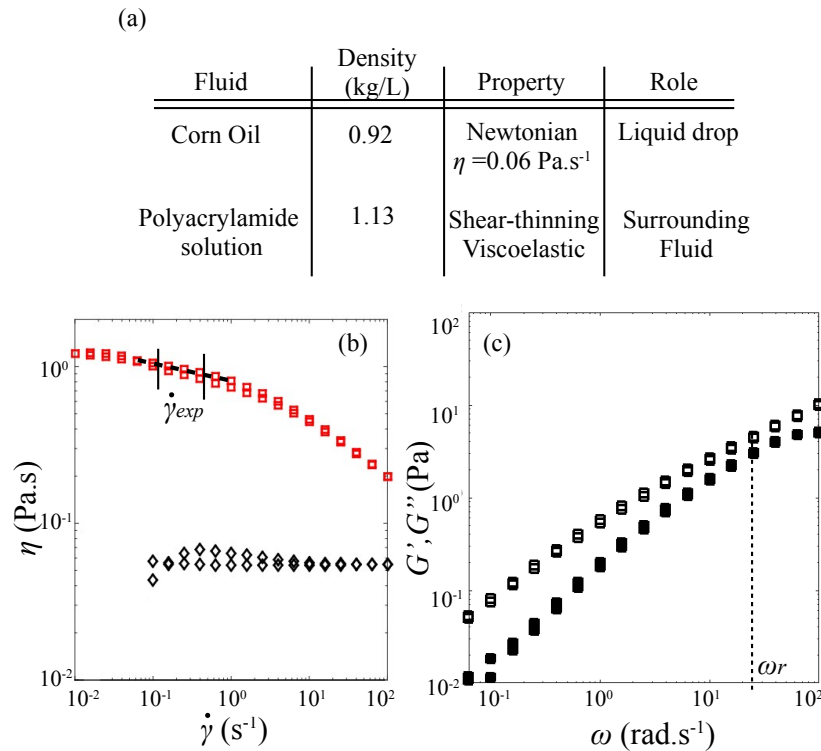 (a)
Fluid
Density
(kg/L)
Property
Role
Corn Oil
0.92
Newtonian
η =0.06 Pa.s⁻¹
Liquid drop
Polyacrylamide
solution
1.13
Shear-thinning
Viscoelastic
Surrounding
Fluid
(b)
10⁰
10⁻¹
10⁻²
η (Pa.s)
γ̇exp
10⁻² 10⁻¹ 10⁰ 10¹ 10²
γ̇ (s⁻¹)
(c)
10²
10¹
10⁰
10⁻¹
10⁻²
G', G'' (Pa)
ωr
10⁻¹ 10⁰ 10¹ 10²
ω (rad.s⁻¹)